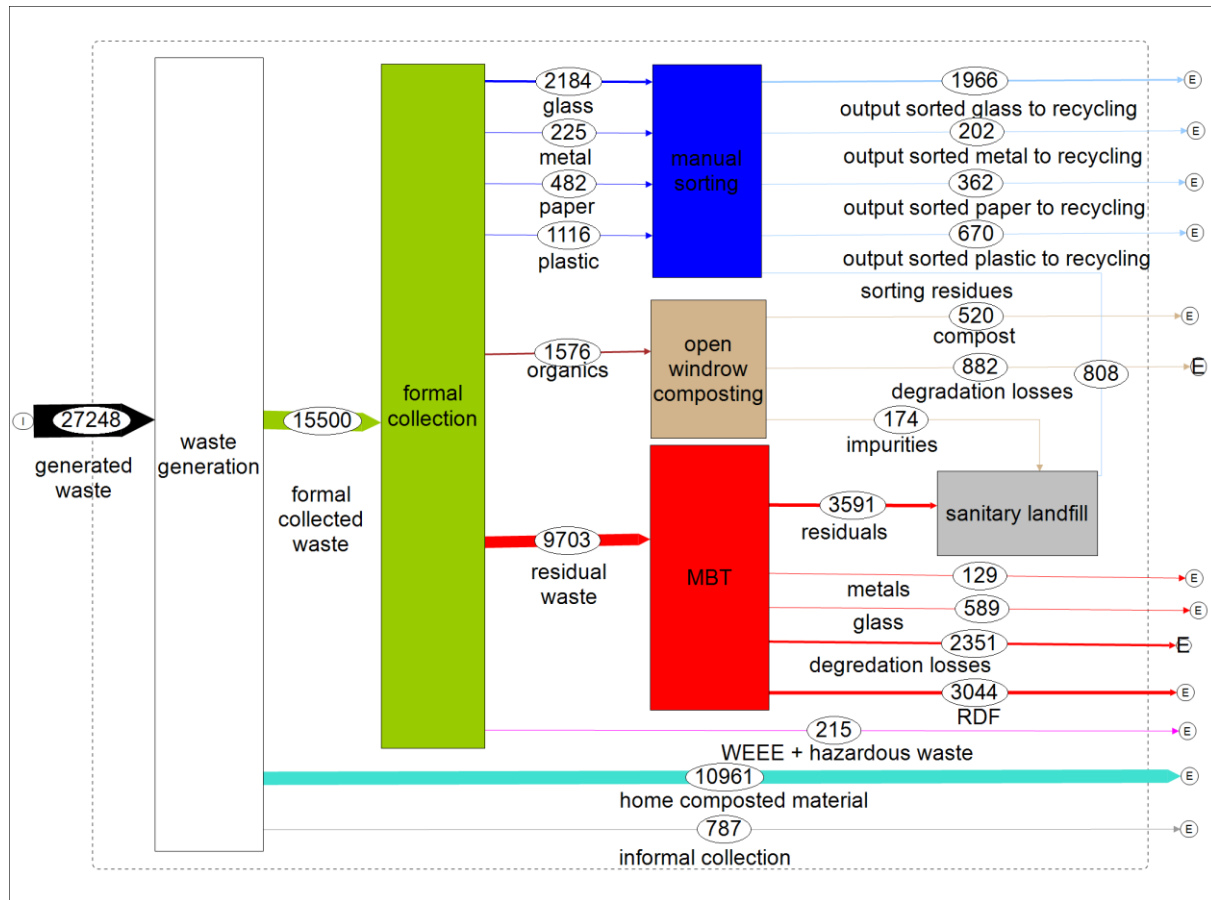 2184
glass
225
metal
482
paper
1116
plastic
manual
sorting
1966
E
output sorted glass to recycling
202
E
output sorted metal to recycling
362
E
output sorted paper to recycling
670
E
output sorted plastic to recycling
sorting residues
520
E
compost
1576
organics
open
windrow
composting
882
E
degradation losses
808
174
impurities
formal
collection
I
27248
generated
waste
waste
generation
15500
formal
collected
waste
9703
residual
waste
MBT
3591
residuals
sanitary landfill
129
E
metals
589
E
glass
2351
E
degredation losses
3044
E
RDF
215
E
WEEE + hazardous waste
10961
E
home composted material
787
E
informal collection